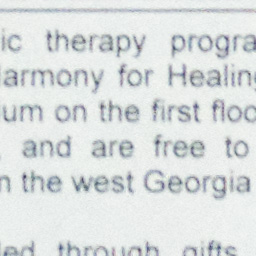 ic therapy progra
armony for Healing
um on the first floo
and are free to
n the west Georgia
led through gifts